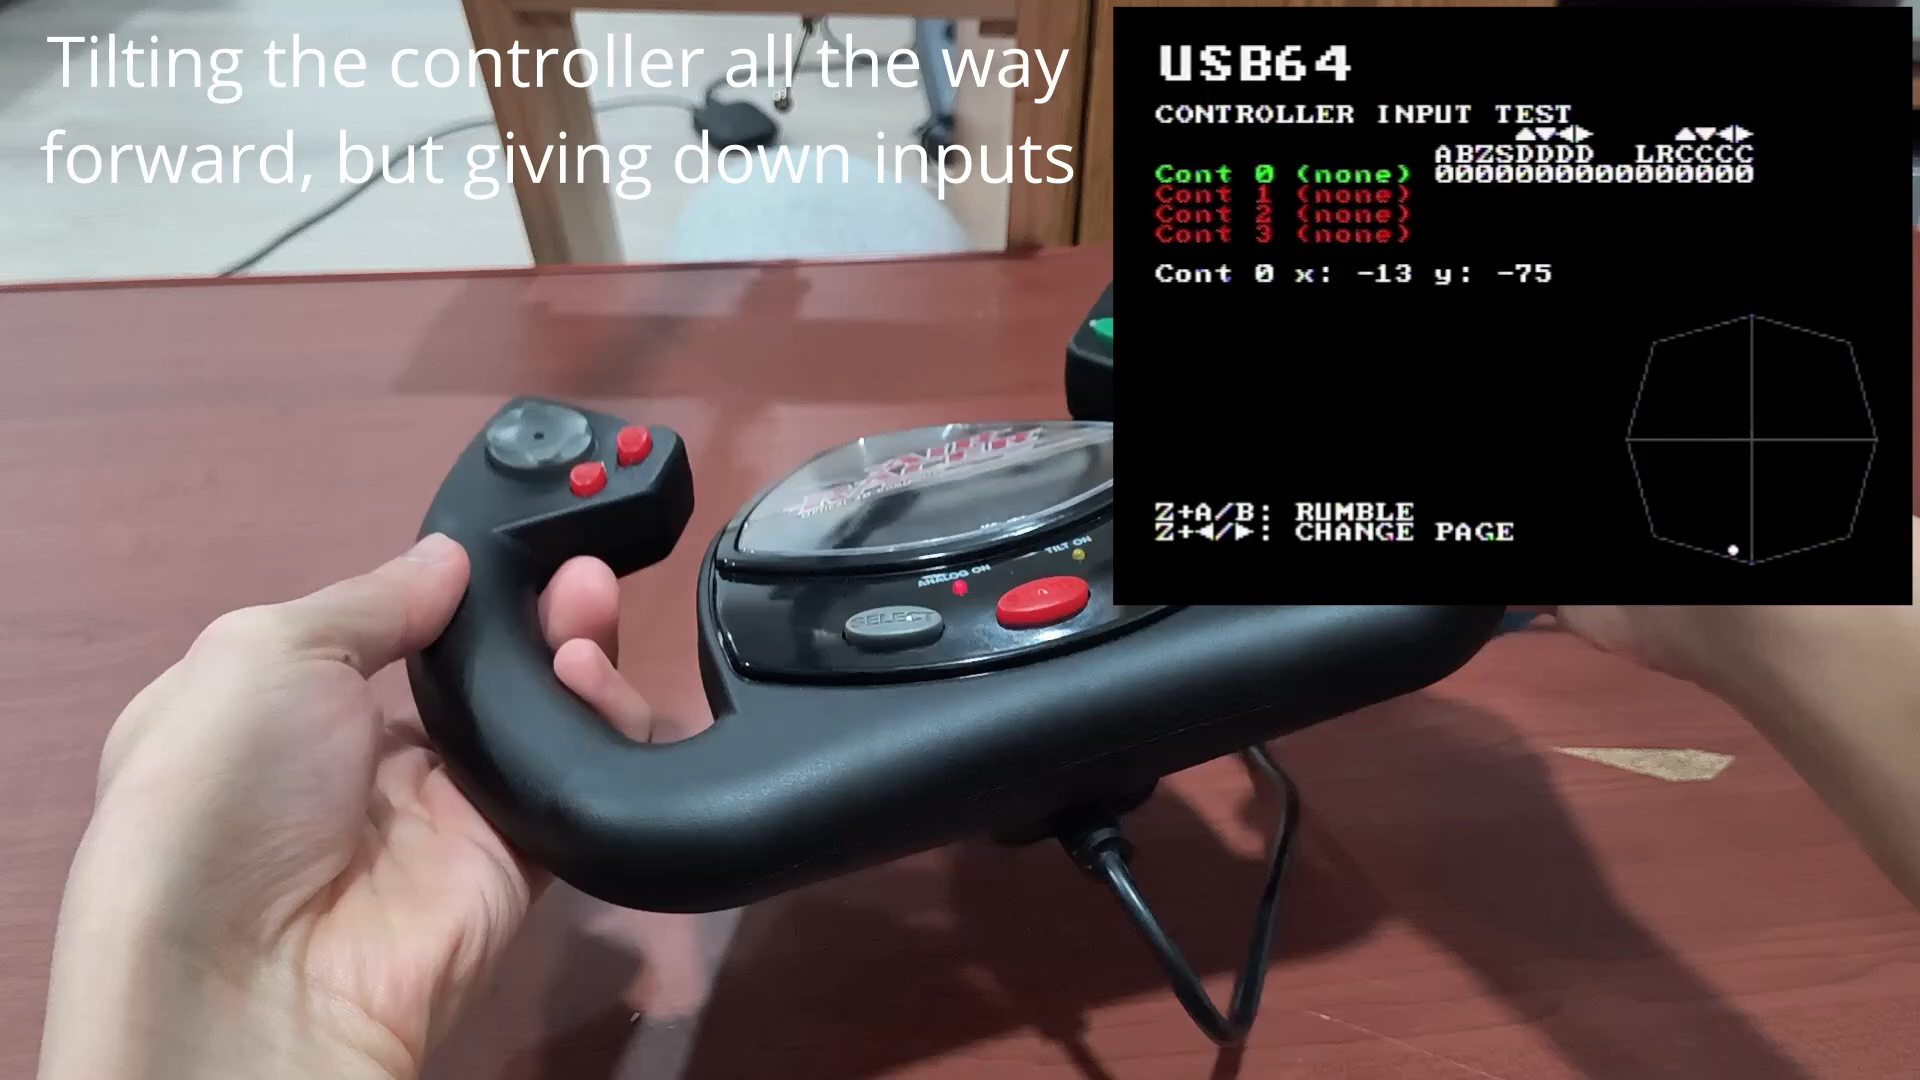 Tilting the controller all the way
forward, but giving down inputs
USB64
CONTROLLER INPUT TEST
▲▼◀▶ ▲▼◀▶
ABZSDDDD LRCCCC
Cont 0 (none) 0000000000000000
Cont 1 (none)
Cont 2 (none)
Cont 3 (none)
Cont 0 x: -13 y: -75
Z+A/B: RUMBLE
Z+◀/▶: CHANGE PAGE
TILT ON
ANALOG ON
SELECT